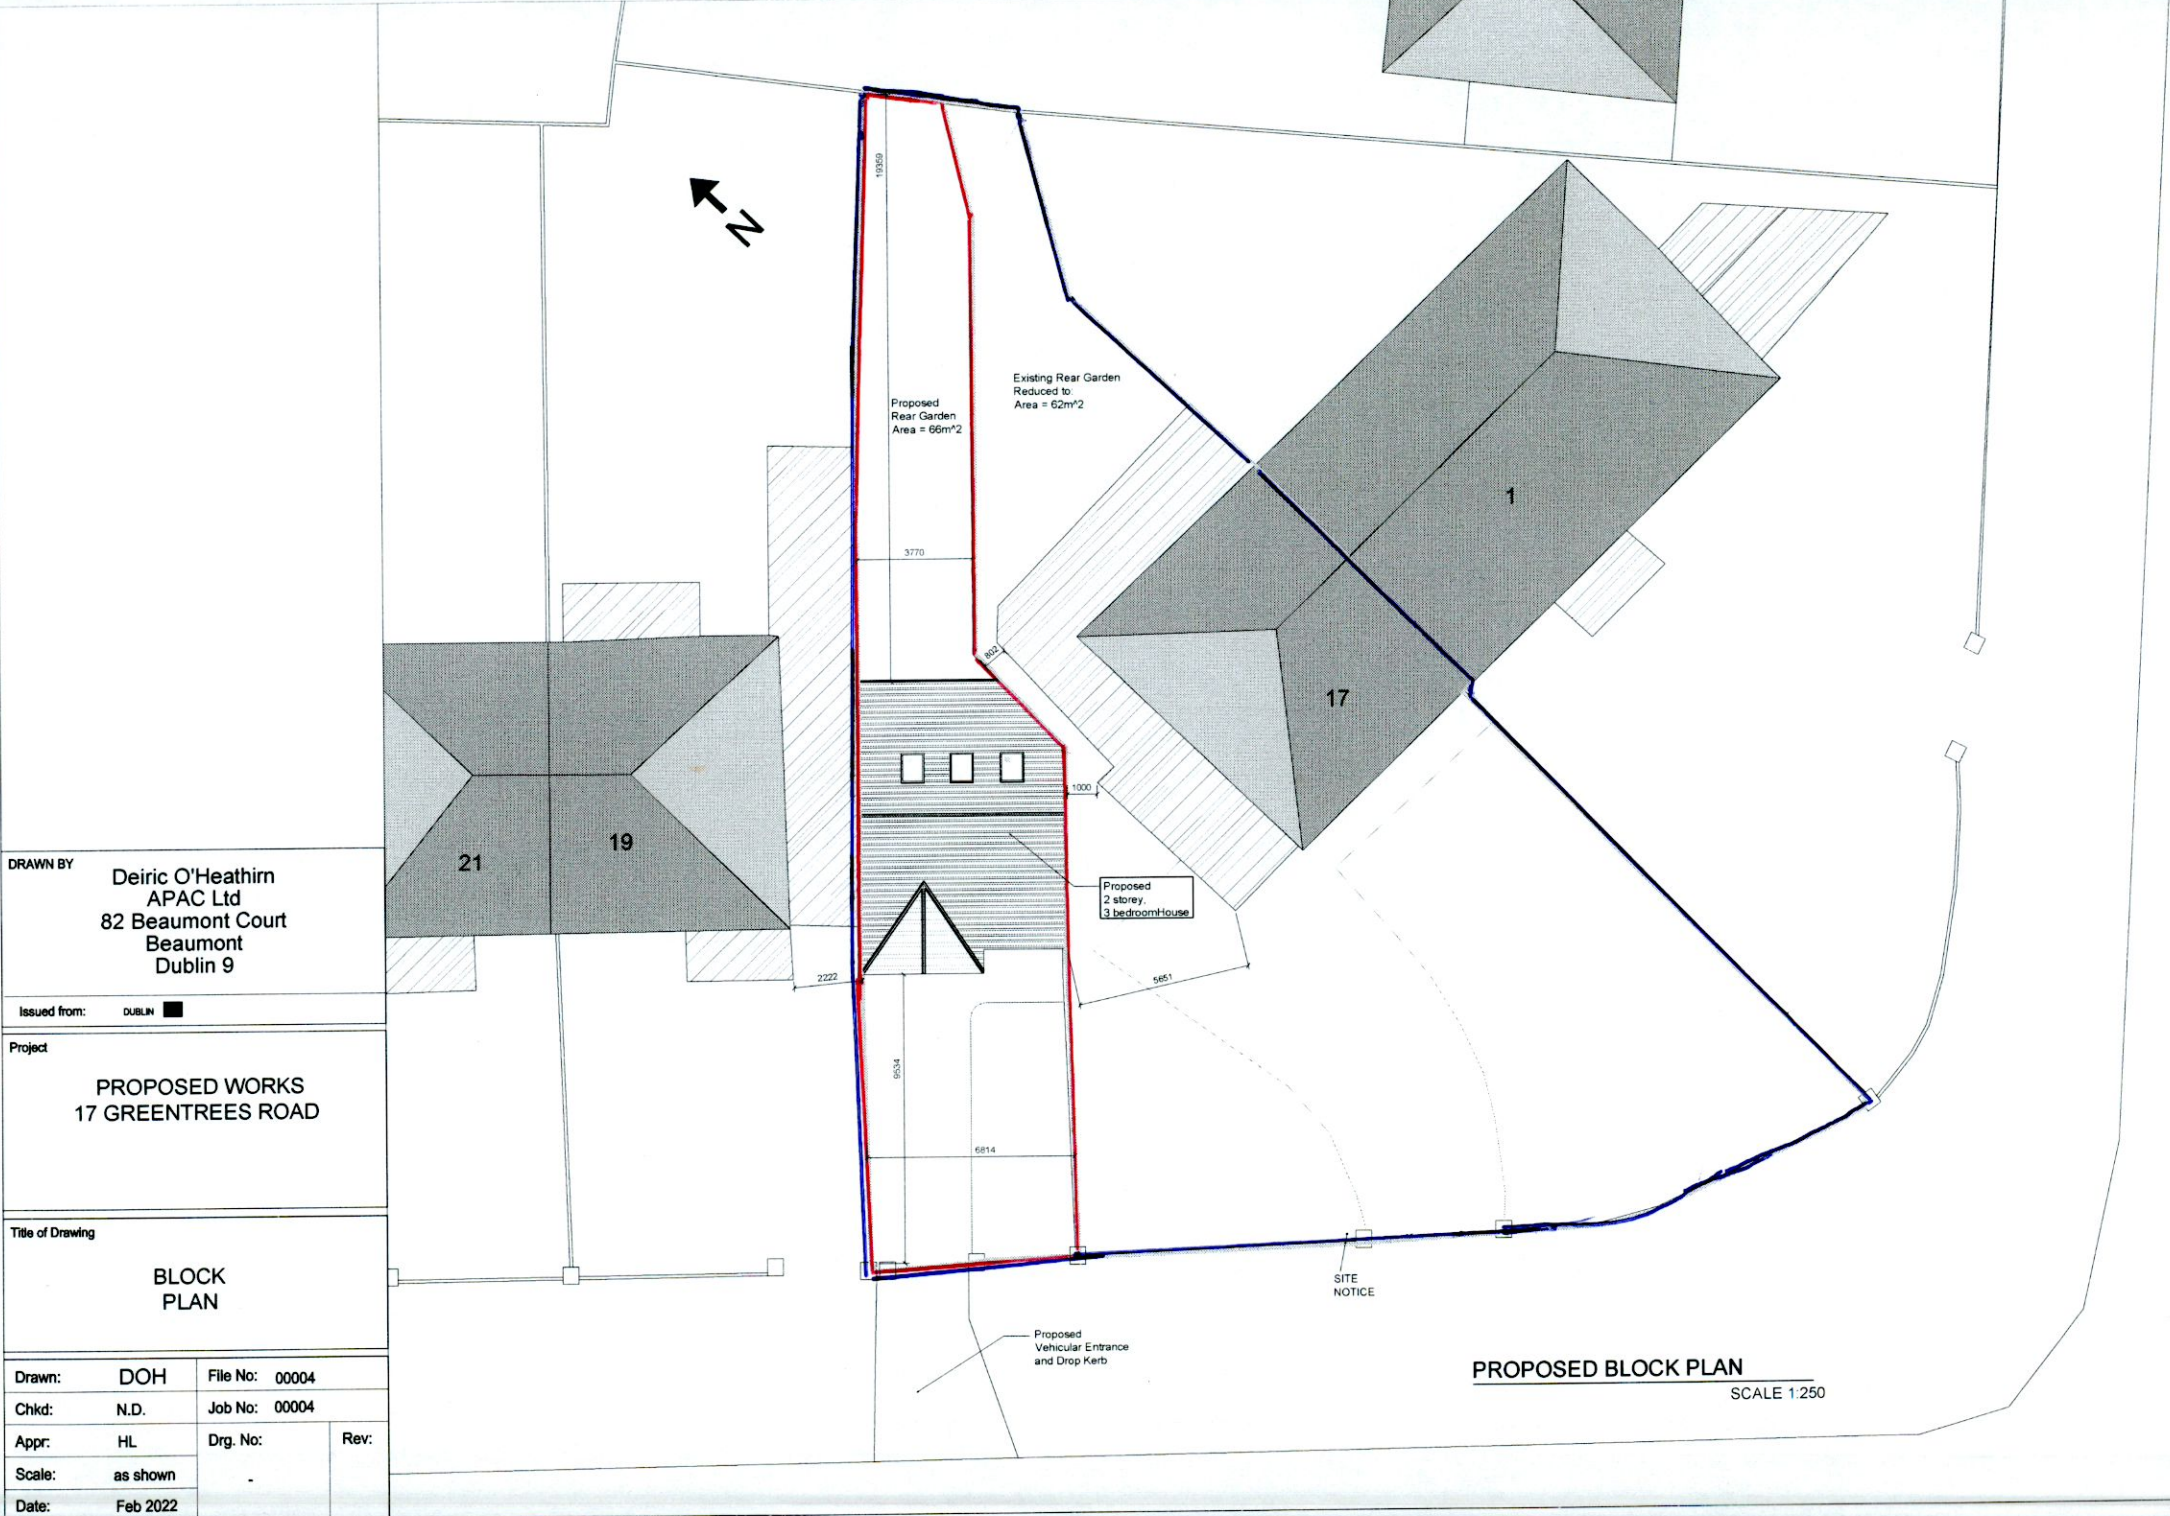 N
19359
Existing Rear Garden
Reduced to:
Area = 62m^2
Proposed
Rear Garden
Area = 66m^2
1
3770
802
17
1000
19
21
Proposed
2 storey,
3 bedroomHouse
2222
5651
9534
6814
SITE
NOTICE
Proposed
Vehicular Entrance
and Drop Kerb
PROPOSED BLOCK PLAN
SCALE 1:250
DRAWN BY
Deiric O'Heathirn
APAC Ltd
82 Beaumont Court
Beaumont
Dublin 9
Issued from: DUBLIN
Project
PROPOSED WORKS
17 GREENTREES ROAD
Title of Drawing
BLOCK
PLAN
Drawn: DOH File No: 00004
Chkd: N.D. Job No: 00004
Appr: HL Drg. No: Rev:
Scale: as shown -
Date: Feb 2022